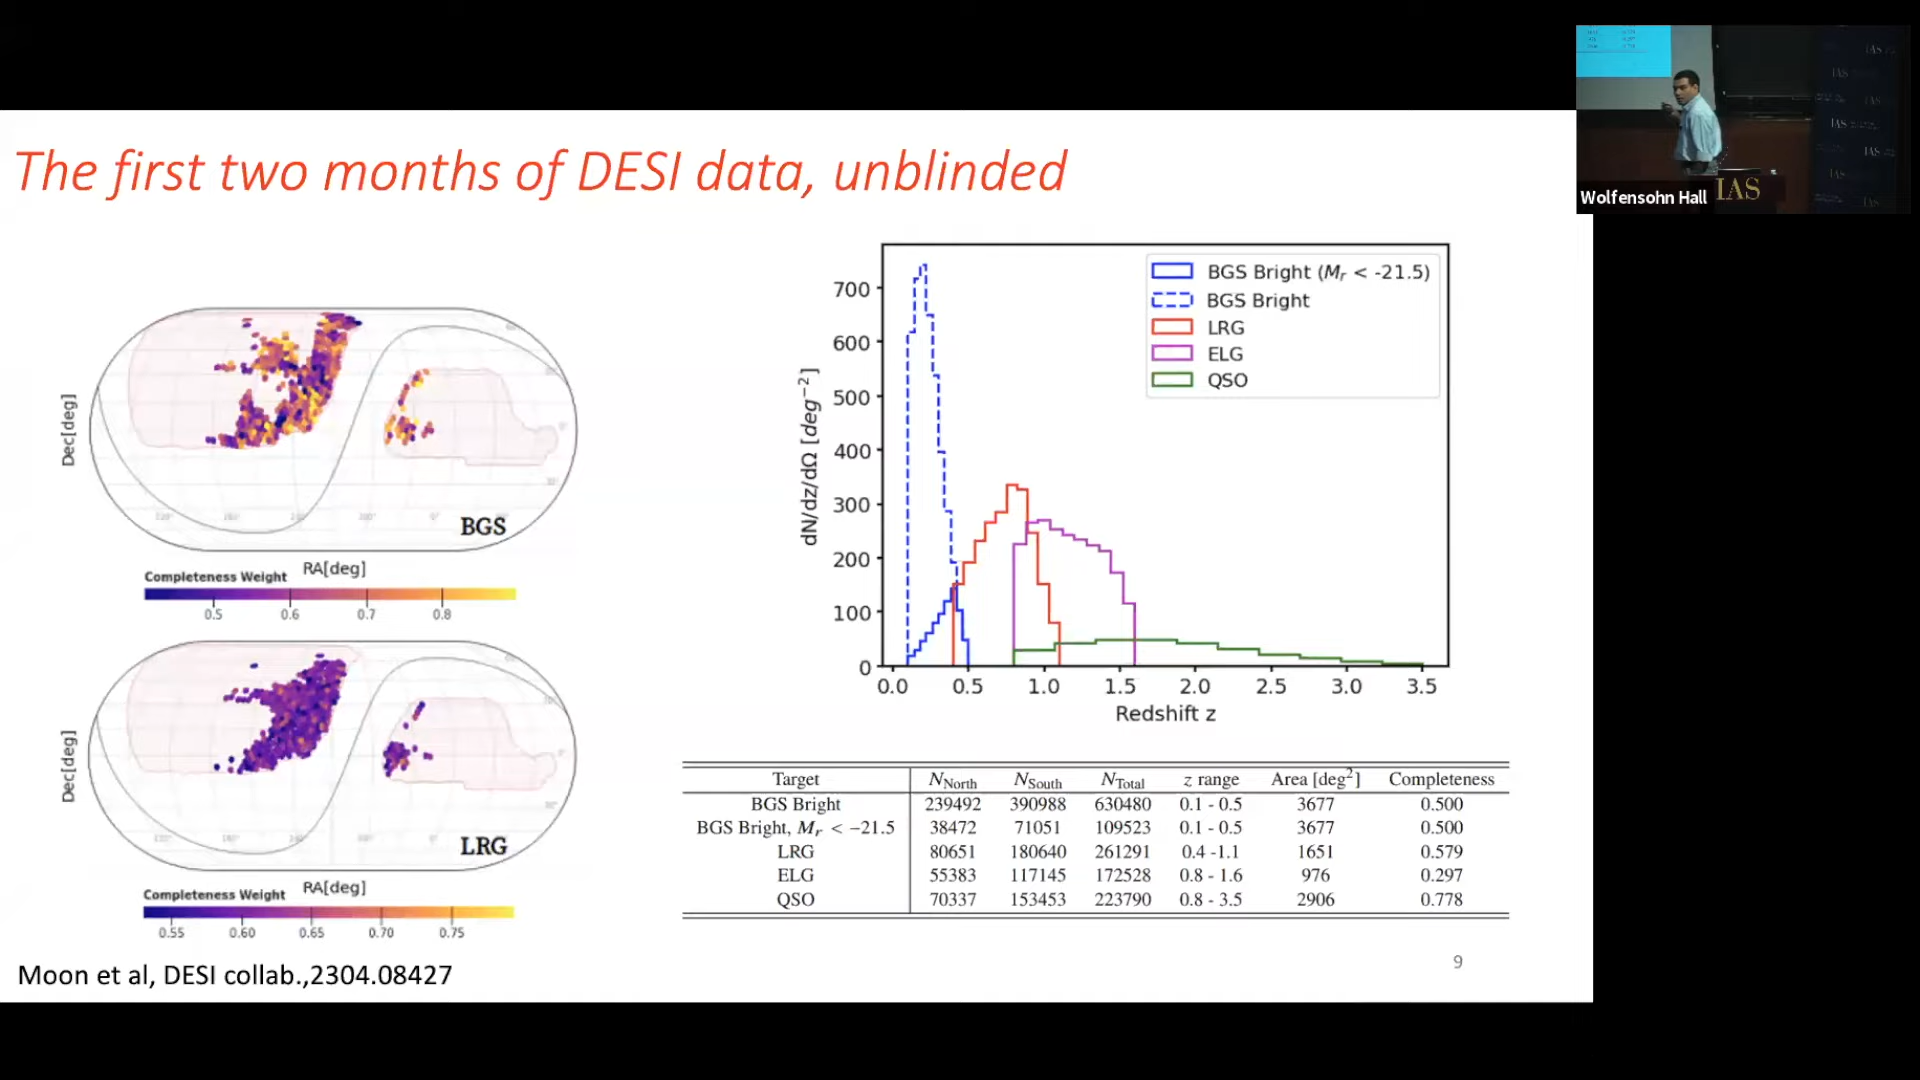 The first two months of DESI data, unblinded
Dec[deg]
BGS
RA[deg]
Completeness Weight
0.5 0.6 0.7 0.8
Dec[deg]
LRG
RA[deg]
Completeness Weight
0.55 0.60 0.65 0.70 0.75
Moon et al, DESI collab.,2304.08427
dN/dz/dΩ [deg⁻²]
700
600
500
400
300
200
100
0
0.0 0.5 1.0 1.5 2.0 2.5 3.0 3.5
Redshift z
BGS Bright (Mr < -21.5)
BGS Bright
LRG
ELG
QSO
Target NNorth NSouth NTotal z range Area [deg²] Completeness
BGS Bright 239492 390988 630480 0.1 - 0.5 3677 0.500
BGS Bright, Mr < −21.5 38472 71051 109523 0.1 - 0.5 3677 0.500
LRG 80651 180640 261291 0.4 -1.1 1651 0.579
ELG 55383 117145 172528 0.8 - 1.6 976 0.297
QSO 70337 153453 223790 0.8 - 3.5 2906 0.778
9
Wolfensohn Hall
IAS